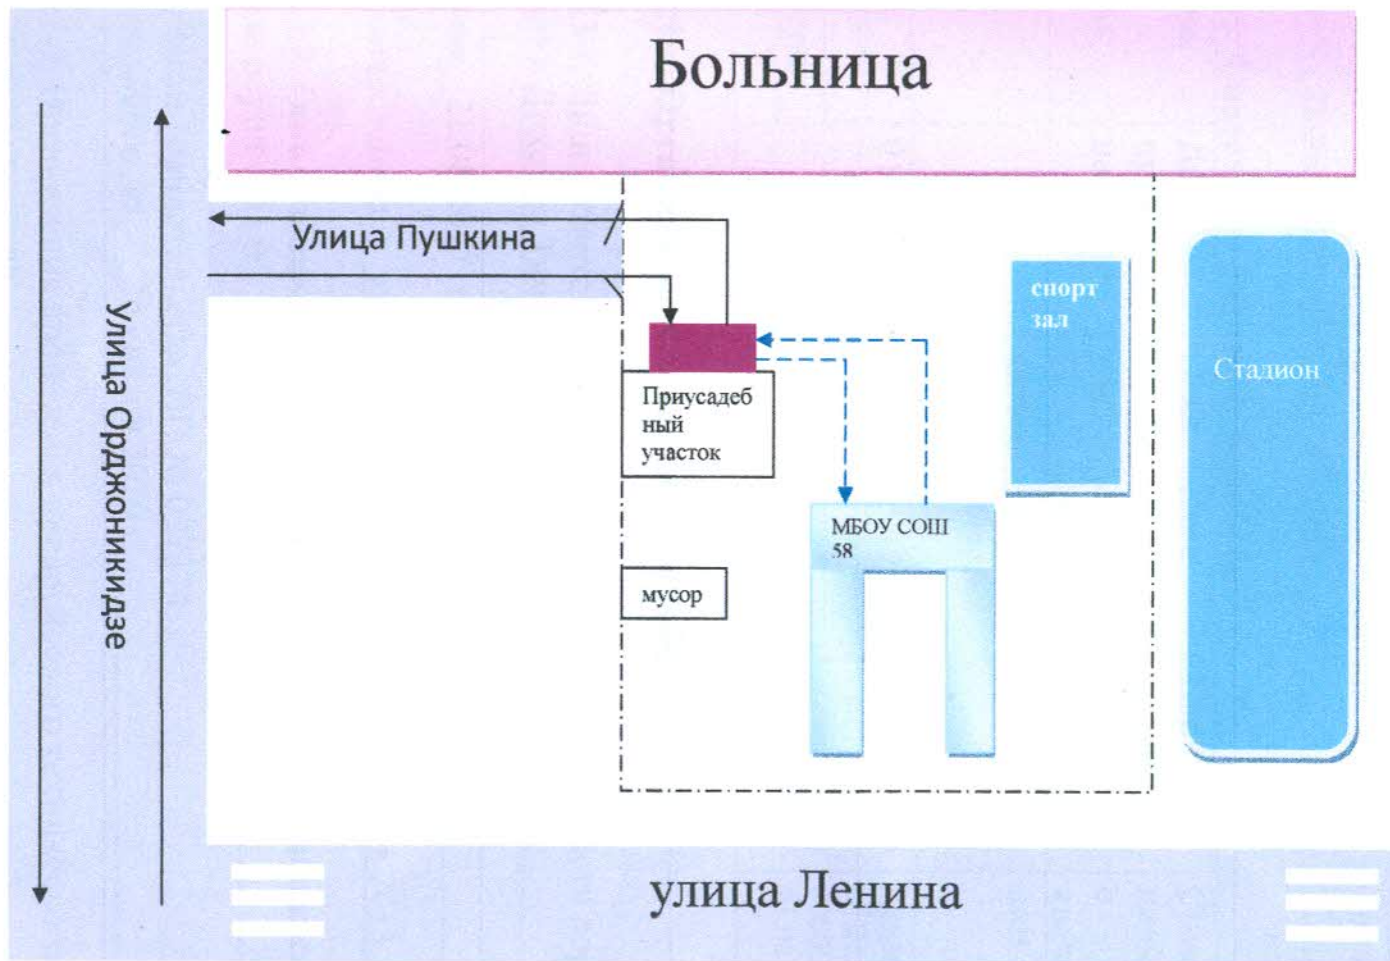 Больница
Улица Пушкина
Улица Орджоникидзе
спорт
зал
Стадион
Приусадеб
ный
участок
МБОУ СОШ
58
мусор
улица Ленина